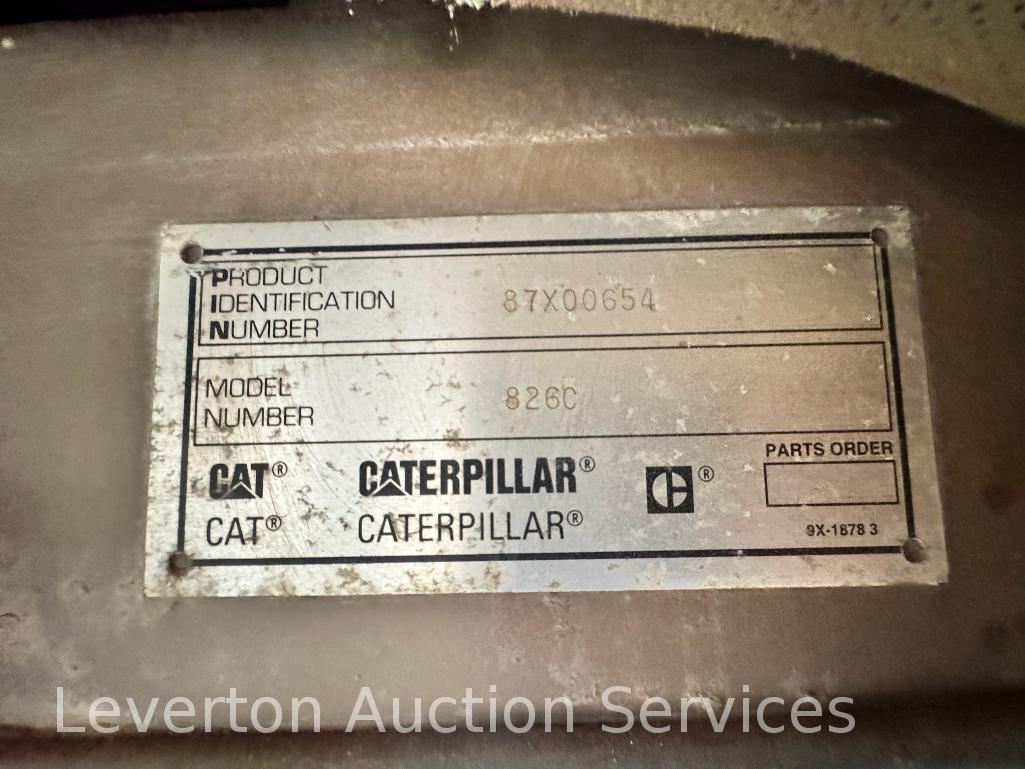 PRODUCT
IDENTIFICATION
NUMBER
87X00654
MODEL
NUMBER
826C
CAT® CATERPILLAR® ®
CAT® CATERPILLAR®
PARTS ORDER
9X-1878 3
Leverton Auction Services